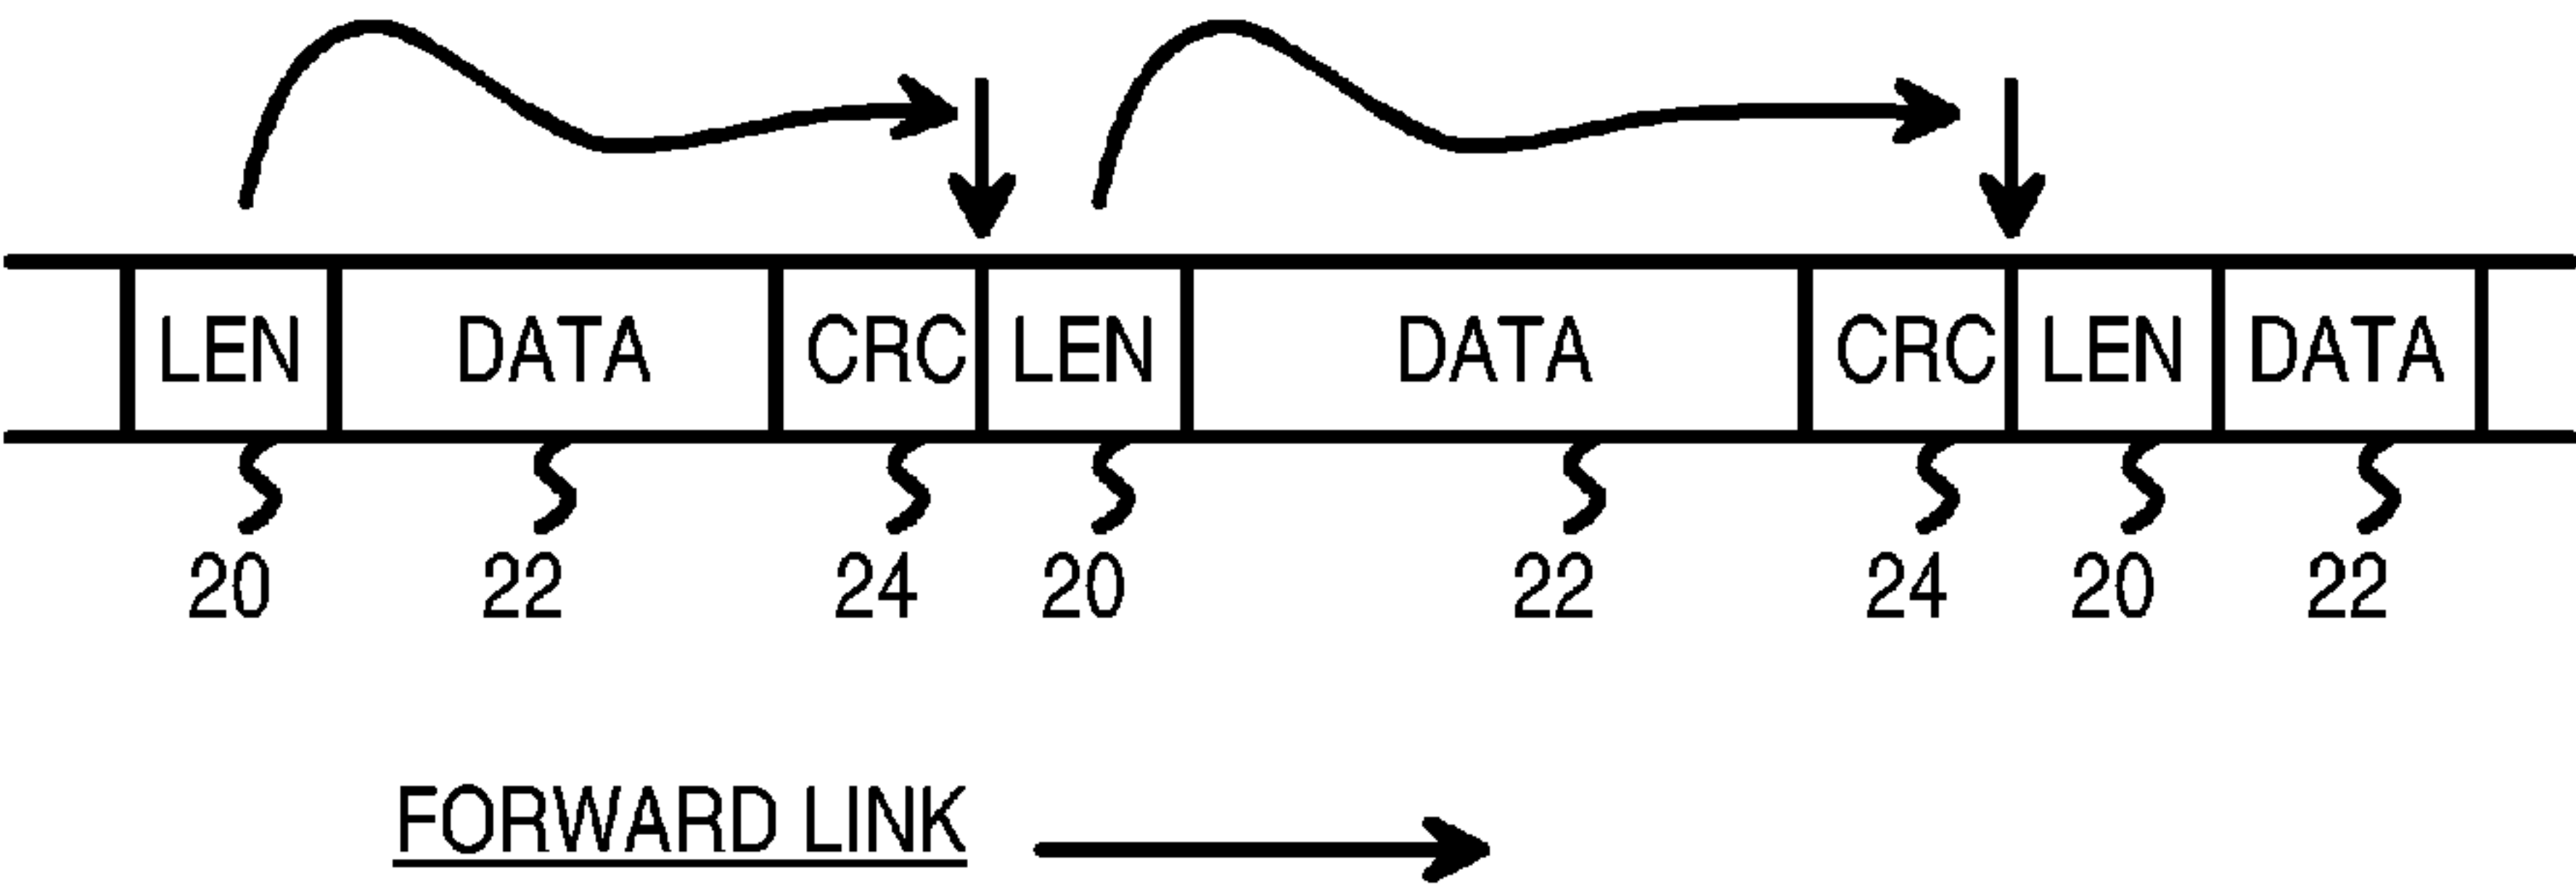 LEN DATA CRC LEN DATA CRC LEN DATA
20 22 24 20 22 24 20 22
FORWARD LINK